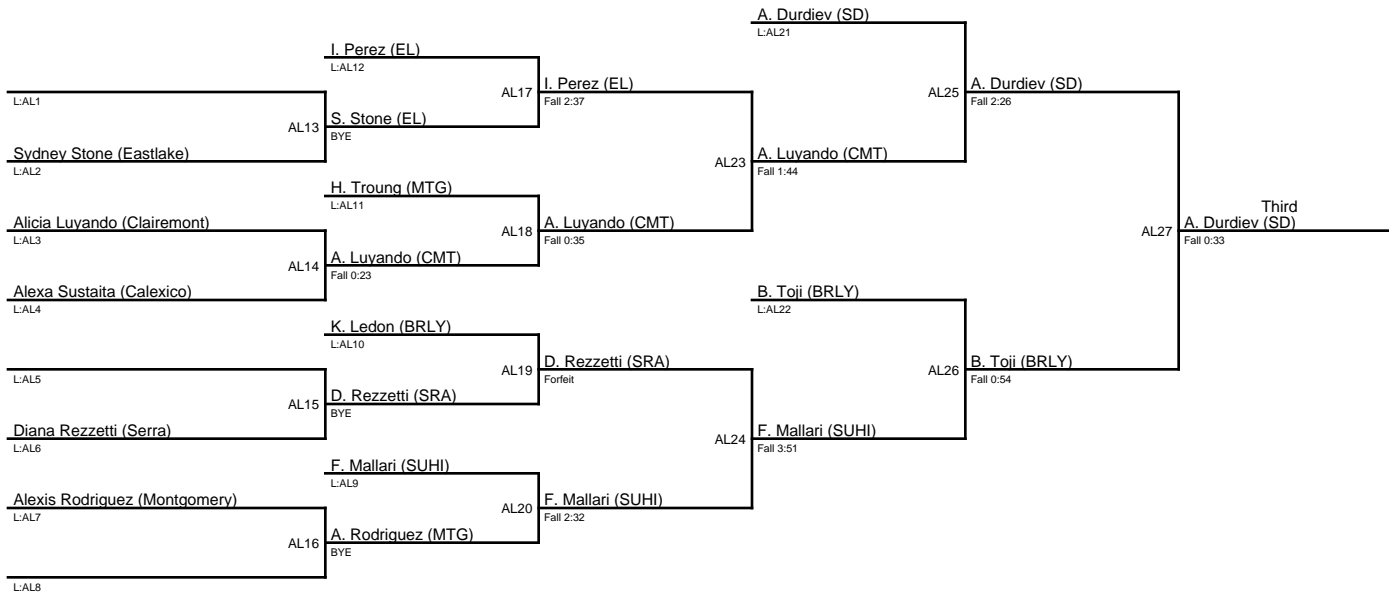 A. Durdiev (SD)
L:AL21
I. Perez (EL)
L:AL12
AL17
I. Perez (EL)
Fall 2:37
AL25
A. Durdiev (SD)
Fall 2:26
L:AL1
AL13
S. Stone (EL)
BYE
Sydney Stone (Eastlake)
L:AL2
AL23
A. Luyando (CMT)
Fall 1:44
H. Troung (MTG)
L:AL11
Alicia Luyando (Clairemont)
L:AL3
AL18
A. Luyando (CMT)
Fall 0:35
AL27
Third
A. Durdiev (SD)
Fall 0:33
AL14
A. Luyando (CMT)
Fall 0:23
Alexa Sustaita (Calexico)
L:AL4
B. Toji (BRLY)
L:AL22
K. Ledon (BRLY)
L:AL10
L:AL5
AL19
D. Rezzetti (SRA)
Forfeit
AL26
B. Toji (BRLY)
Fall 0:54
AL15
D. Rezzetti (SRA)
BYE
Diana Rezzetti (Serra)
L:AL6
AL24
F. Mallari (SUHI)
Fall 3:51
F. Mallari (SUHI)
L:AL9
Alexis Rodriguez (Montgomery)
L:AL7
AL20
F. Mallari (SUHI)
Fall 2:32
AL16
A. Rodriguez (MTG)
BYE
L:AL8